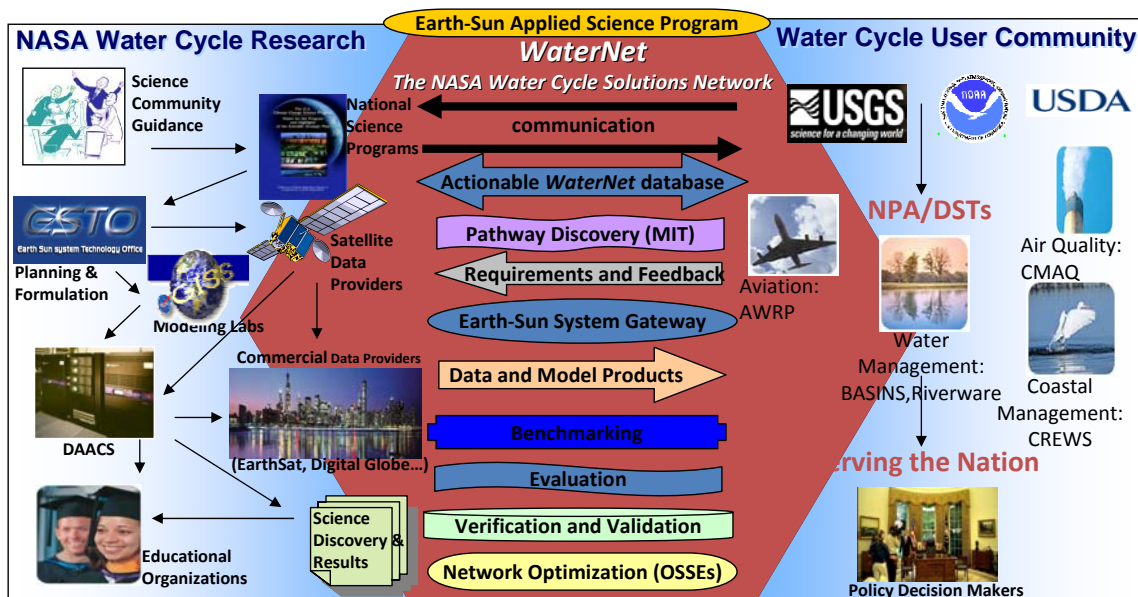 Earth-Sun Applied Science Program
NASA Water Cycle Research
WaterNet
The NASA Water Cycle Solutions Network
Water Cycle User Community
Science
Community
Guidance
National
Science
Programs
communication
USGS
science for a changing world
NOAA
USDA
Actionable WaterNet database
ESTO
Earth Sun system Technology Office
Planning &
Formulation
GISS
Modeling Labs
Satellite
Data
Providers
Pathway Discovery (MIT)
Requirements and Feedback
Earth-Sun System Gateway
Aviation:
AWRP
NPA/DSTs
Air Quality:
CMAQ
Water
Management:
BASINS,Riverware
Coastal
Management:
CREWS
Commercial Data Providers
(EarthSat, Digital Globe...)
Data and Model Products
DAACS
Benchmarking
Evaluation
erving the Nation
Verification and Validation
Network Optimization (OSSEs)
Science
Discovery &
Results
Educational
Organizations
Policy Decision Makers